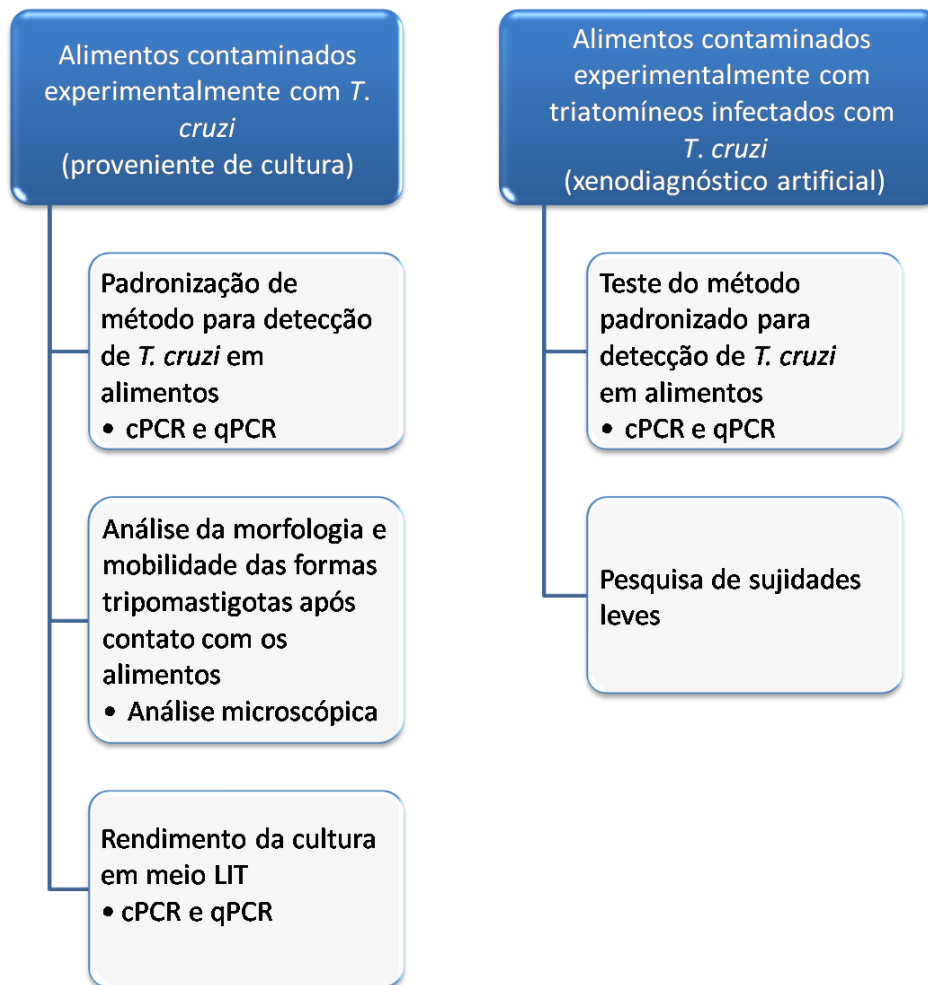 Alimentos contaminados
experimentalmente com T.
cruzi
(proveniente de cultura)
Padronização de
método para detecção
de T. cruzi em
alimentos
• cPCR e qPCR
Análise da morfologia e
mobilidade das formas
tripomastigotas após
contato com os
alimentos
• Análise microscópica
Rendimento da cultura
em meio LIT
• cPCR e qPCR
Alimentos contaminados
experimentalmente com
triatomíneos infectados com
T. cruzi
(xenodiagnóstico artificial)
Teste do método
padronizado para
detecção de T. cruzi
em alimentos
• cPCR e qPCR
Pesquisa de sujidades
leves